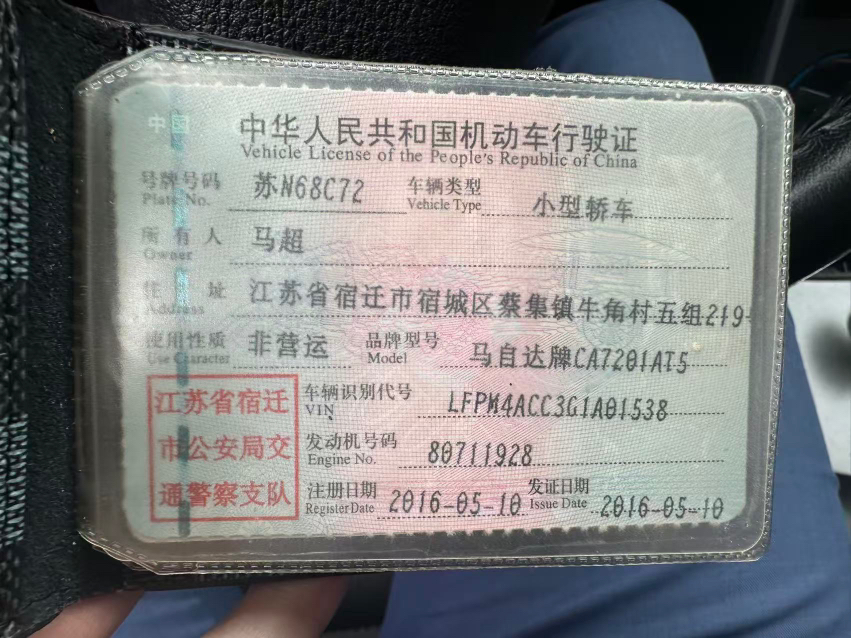 中国
中华人民共和国机动车行驶证
Vehicle License of the People's Republic of China
号牌号码 苏N68C72 车辆类型 小型轿车
Plate No. Vehicle Type
所有人 马超
Owner
住址 江苏省宿迁市宿城区蔡集镇牛角村五组219
Address
使用性质 非营运 品牌型号 马自达牌CA7201AT5
Use Character Model
江苏省宿迁
市公安局交
通警察支队
车辆识别代号 LFPM4ACC3G1A01538
VIN
发动机号码 80711928
Engine No.
注册日期 2016-05-10 发证日期 2016-05-10
Register Date Issue Date